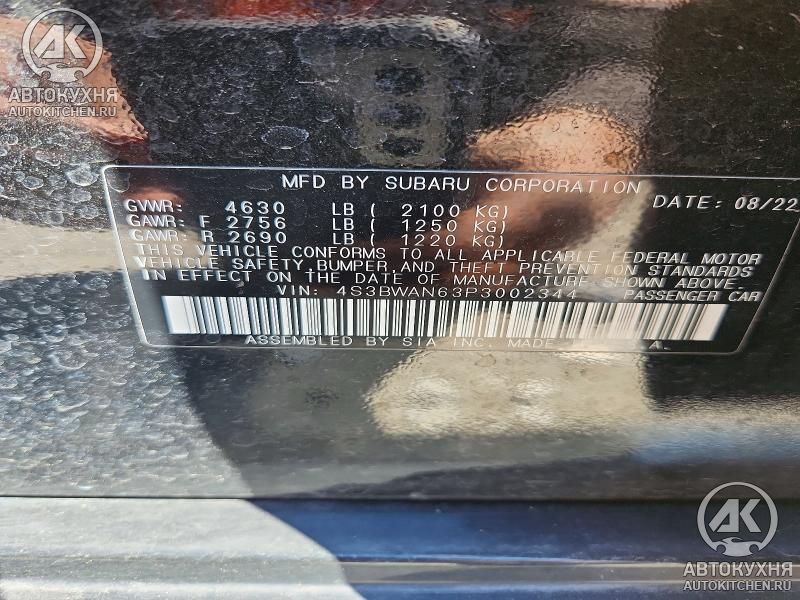 AK
АВТОКУХНЯ
AUTOKITCHEN.RU
MFD BY SUBARU CORPORATION DATE: 08/22
GVWR: 4630 LB ( 2100 KG)
GAWR: F 2756 LB ( 1250 KG)
GAWR: R 2690 LB ( 1220 KG)
THIS VEHICLE CONFORMS TO ALL APPLICABLE FEDERAL MOTOR
VEHICLE SAFETY,BUMPER,AND THEFT PREVENTION STANDARDS
IN EFFECT ON THE DATE OF MANUFACTURE SHOWN ABOVE.
VIN: 4S3BWAN63P3002344 PASSENGER CAR
ASSEMBLED BY SIA INC. MADE A.
AK
АВТОКУХНЯ
AUTOKITCHEN.RU